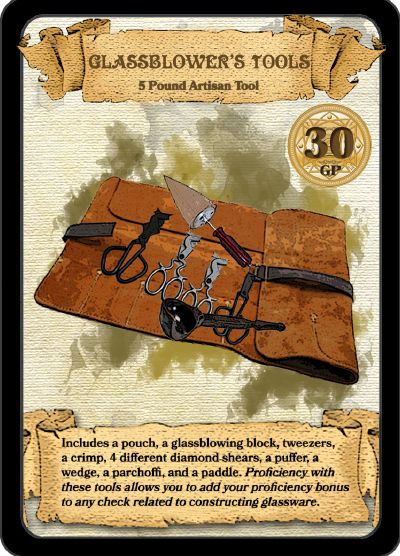 GLASSBLOWER'S TOOLS
5 Pound Artisan Tool
30
GP
Includes a pouch, a glassblowing block, tweezers,
a crimp, 4 different diamond shears, a puffer, a
wedge, a parchoffi, and a paddle. Proficiency with
these tools allows you to add your proficiency bonus
to any check related to constructing glassware.